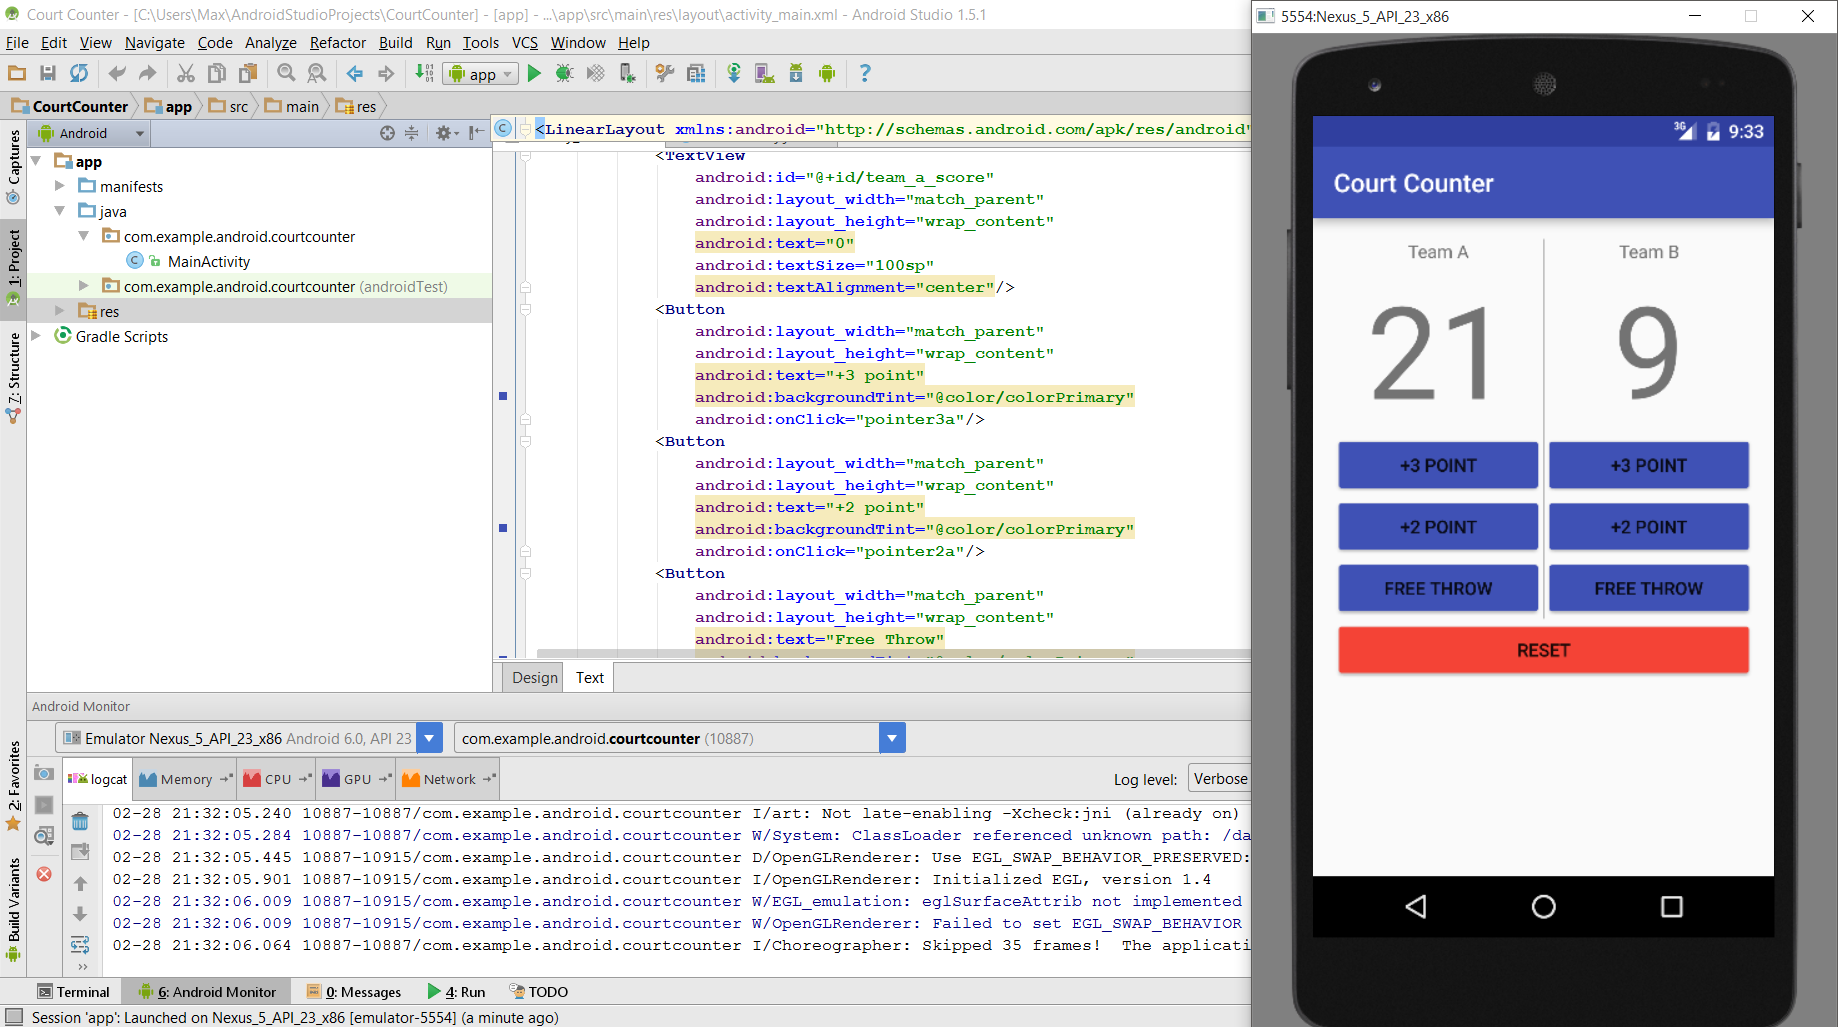 Court Counter - [C:\Users\Max\AndroidStudioProjects\CourtCounter] - [app] - ...\app\src\main\res\layout\activity_main.xml - Android Studio 1.5.1
File Edit View Navigate Code Analyze Refactor Build Run Tools VCS Window Help
app
CourtCounter app src main res
Android
app
manifests
java
com.example.android.courtcounter
MainActivity
com.example.android.courtcounter (androidTest)
res
Gradle Scripts
Captures
1: Project
7: Structure
2: Favorites
Build Variants
<LinearLayout xmlns:android="http://schemas.android.com/apk/res/android"
<TextView
android:id="@+id/team_a_score"
android:layout_width="match_parent"
android:layout_height="wrap_content"
android:text="0"
android:textSize="100sp"
android:textAlignment="center"/>
<Button
android:layout_width="match_parent"
android:layout_height="wrap_content"
android:text="+3 point"
android:backgroundTint="@color/colorPrimary"
android:onClick="pointer3a"/>
<Button
android:layout_width="match_parent"
android:layout_height="wrap_content"
android:text="+2 point"
android:backgroundTint="@color/colorPrimary"
android:onClick="pointer2a"/>
<Button
android:layout_width="match_parent"
android:layout_height="wrap_content"
android:text="Free Throw"
Design Text
Android Monitor
Emulator Nexus_5_API_23_x86 Android 6.0, API 23
com.example.android.courtcounter (10887)
logcat Memory CPU GPU Network
Log level: Verbose
02-28 21:32:05.240 10887-10887/com.example.android.courtcounter I/art: Not late-enabling -Xcheck:jni (already on)
02-28 21:32:05.284 10887-10887/com.example.android.courtcounter W/System: ClassLoader referenced unknown path: /da
02-28 21:32:05.445 10887-10915/com.example.android.courtcounter D/OpenGLRenderer: Use EGL_SWAP_BEHAVIOR_PRESERVED:
02-28 21:32:05.901 10887-10915/com.example.android.courtcounter I/OpenGLRenderer: Initialized EGL, version 1.4
02-28 21:32:06.009 10887-10915/com.example.android.courtcounter W/EGL_emulation: eglSurfaceAttrib not implemented
02-28 21:32:06.009 10887-10915/com.example.android.courtcounter W/OpenGLRenderer: Failed to set EGL_SWAP_BEHAVIOR
02-28 21:32:06.064 10887-10887/com.example.android.courtcounter I/Choreographer: Skipped 35 frames! The applicati
Terminal 6: Android Monitor 0: Messages 4: Run TODO
Session 'app': Launched on Nexus_5_API_23_x86 [emulator-5554] (a minute ago)
5554:Nexus_5_API_23_x86
3G 9:33
Court Counter
Team A Team B
21 9
+3 POINT +3 POINT
+2 POINT +2 POINT
FREE THROW FREE THROW
RESET